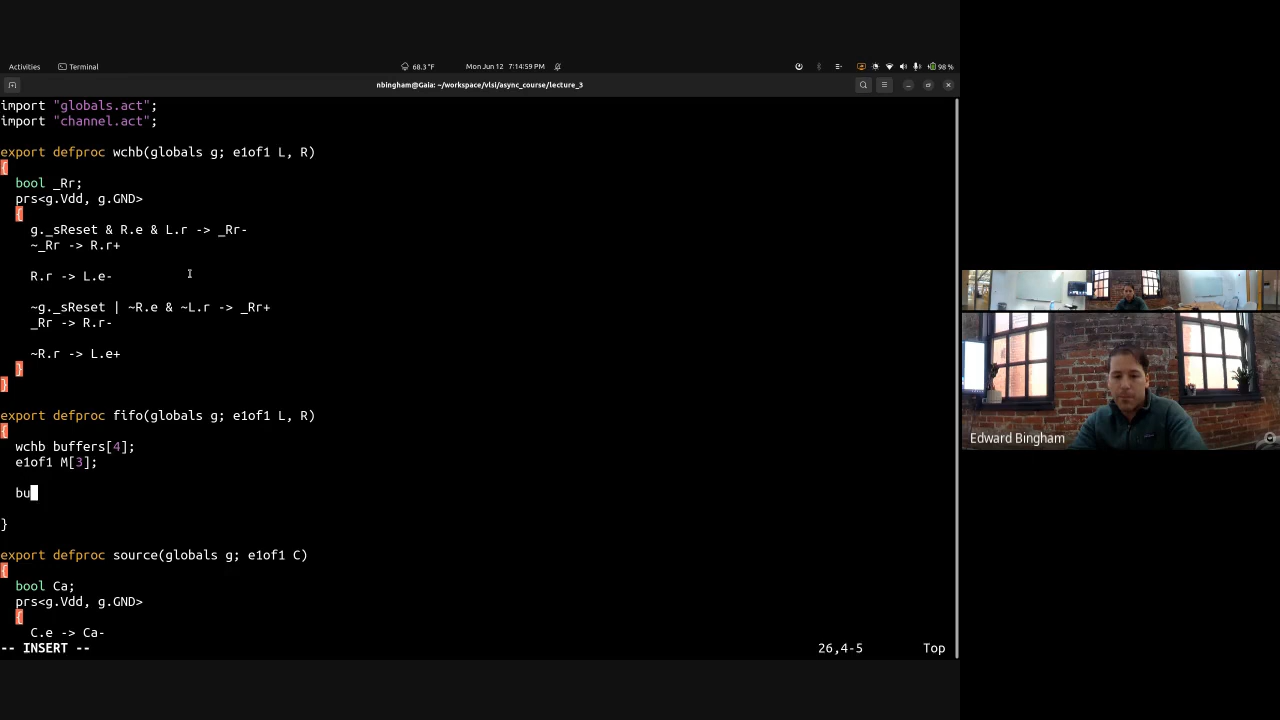 Activities
Terminal
68.3 °F
Mon Jun 12 7:14:59 PM
98 %
nbingham@Gaia: ~/workspace/vlsi/async_course/lecture_3
import "globals.act";
import "channel.act";
export defproc wchb(globals g; e1of1 L, R)
{
bool _Rr;
prs<g.Vdd, g.GND>
{
g._sReset & R.e & L.r -> _Rr-
~_Rr -> R.r+
R.r -> L.e-
~g._sReset | ~R.e & ~L.r -> _Rr+
_Rr -> R.r-
~R.r -> L.e+
}
}
export defproc fifo(globals g; e1of1 L, R)
{
wchb buffers[4];
e1of1 M[3];
bu
}
export defproc source(globals g; e1of1 C)
{
bool Ca;
prs<g.Vdd, g.GND>
{
C.e -> Ca-
-- INSERT --
26,4-5
Top
Edward Bingham